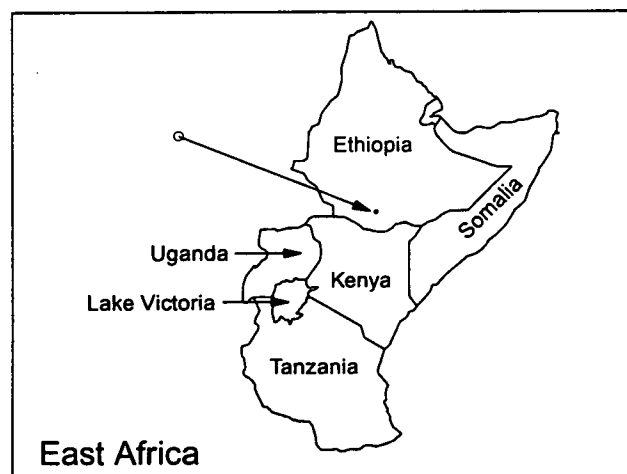 Ethiopia
Somalia
Uganda
Kenya
Lake Victoria
Tanzania
East Africa